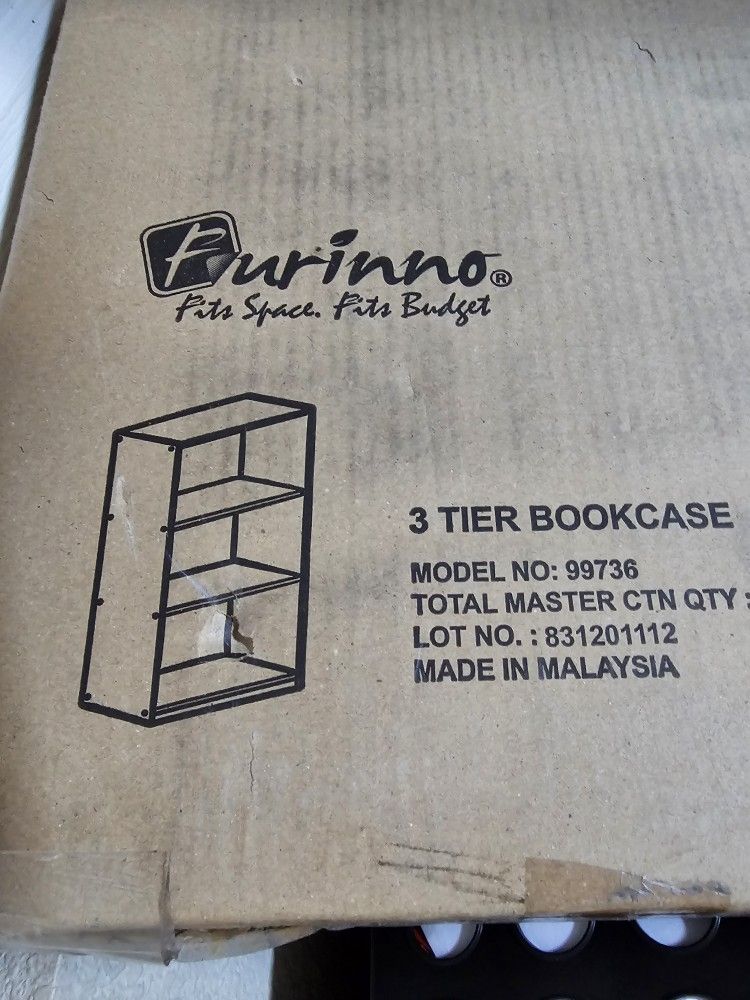 Furinno®
Fits Space. Fits Budget
3 TIER BOOKCASE
MODEL NO: 99736
TOTAL MASTER CTN QTY :
LOT NO. : 831201112
MADE IN MALAYSIA